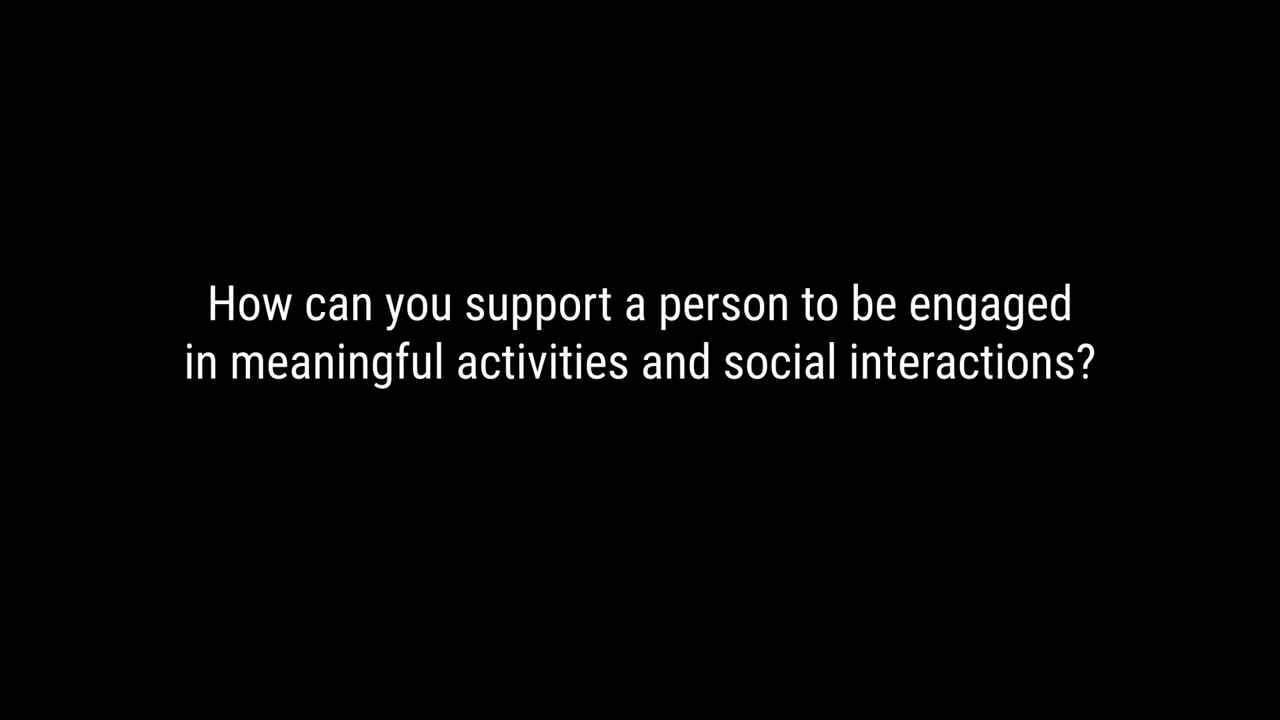 How can you support a person to be engaged
in meaningful activities and social interactions?